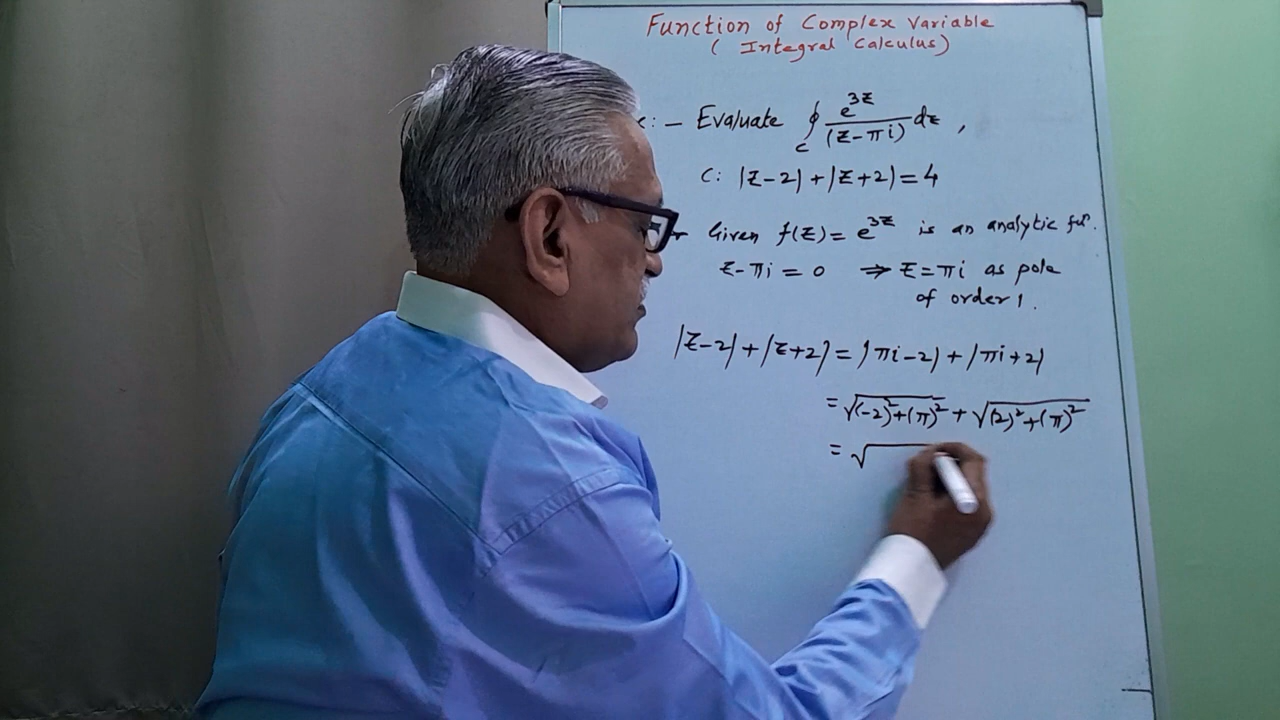 Function of Complex Variable
( Integral Calculus)
:- Evaluate ∮_C e^{3z}/(z-πi) dz ,
C: |z-2|+|z+2|=4
Given f(z)= e^{3z} is an analytic fuⁿ.
z-πi = 0 ⇒ z=πi as pole
of order 1.
|z-2|+|z+2|=|πi-2|+|πi+2|
= √(-2)²+(π)² + √(2)²+(π)²
= √